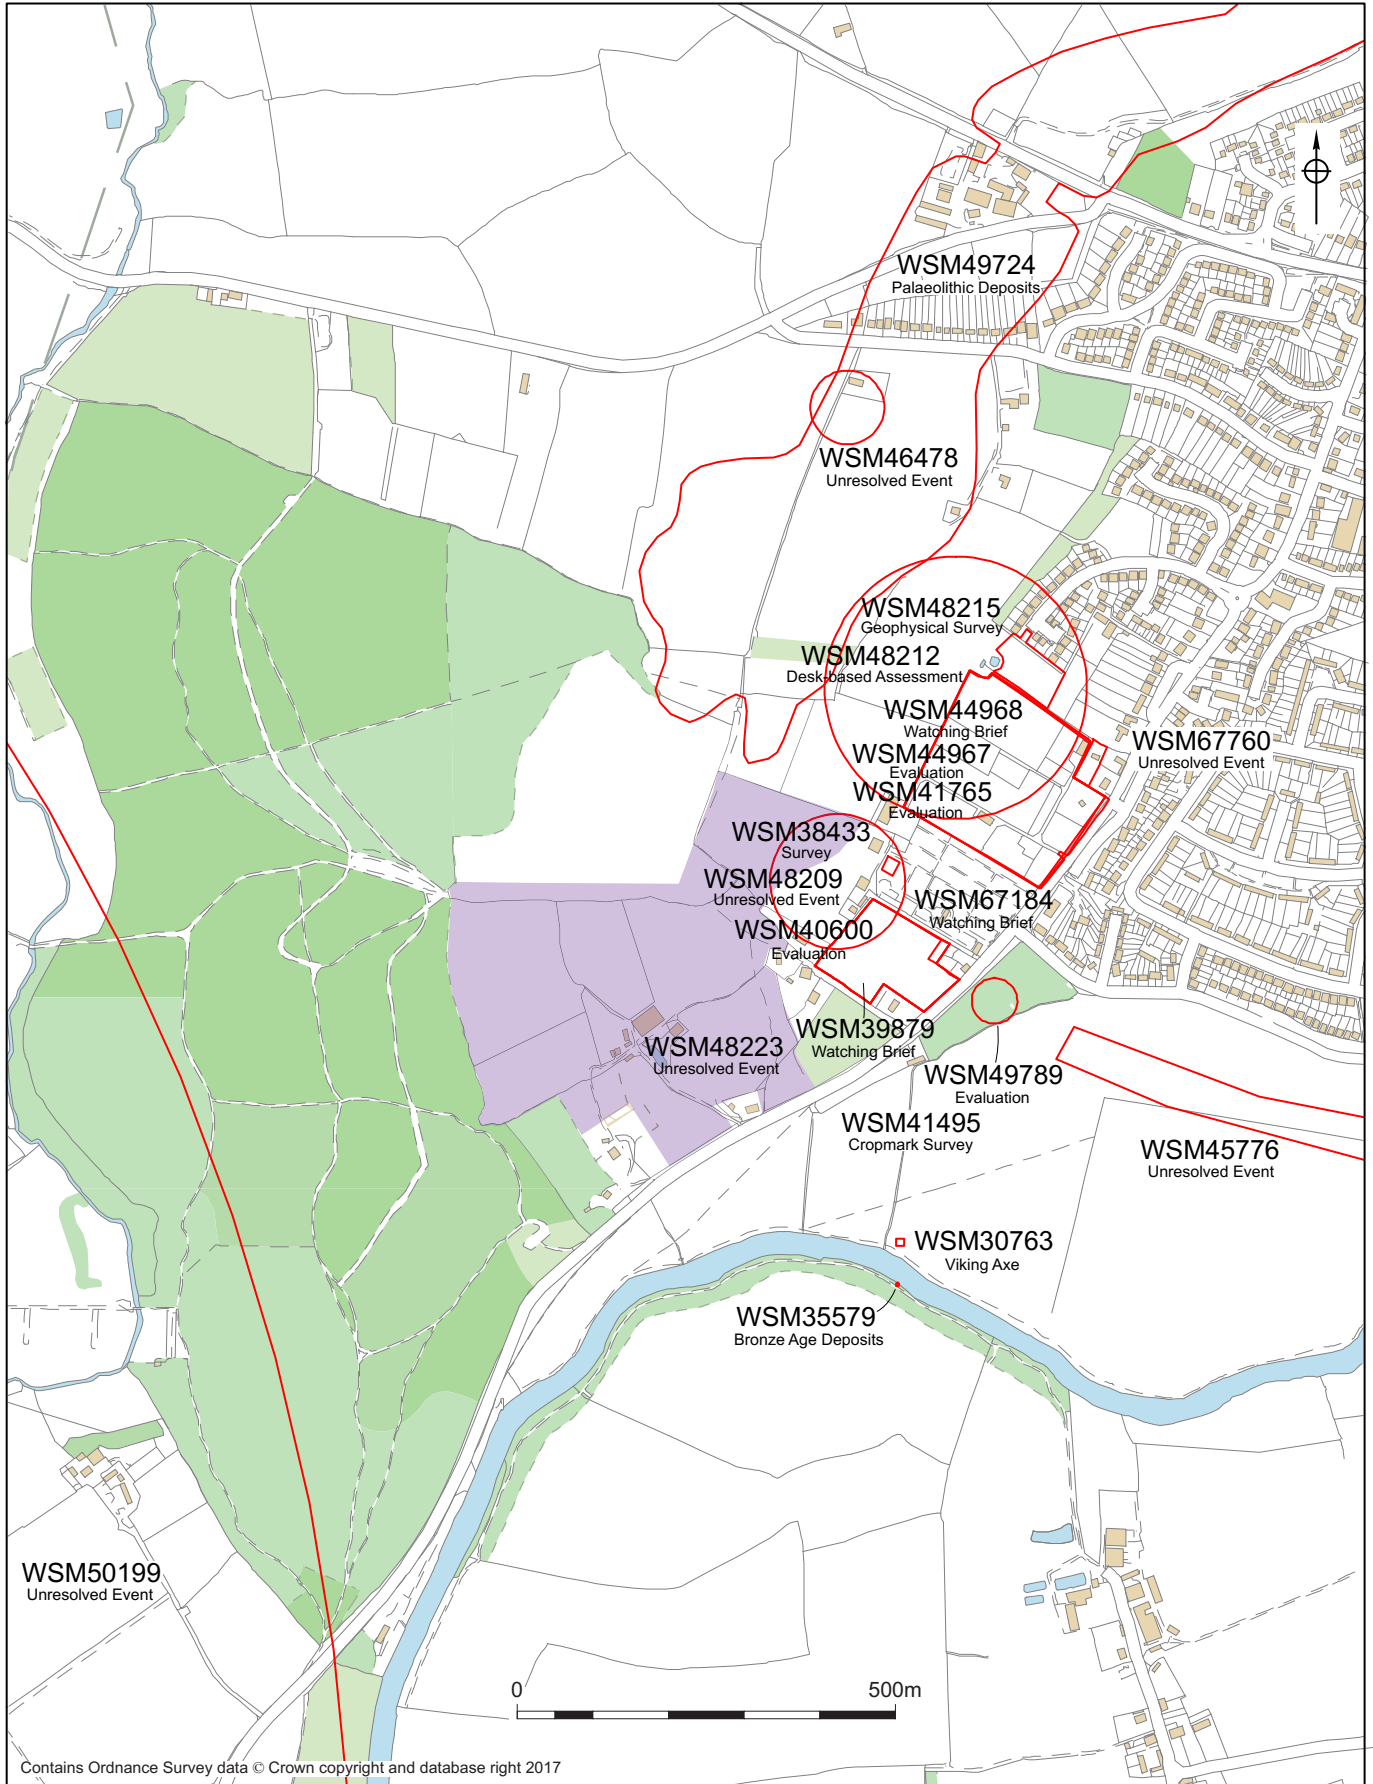 WSM49724
Palaeolithic Deposits
WSM46478
Unresolved Event
WSM48215
Geophysical Survey
WSM48212
Desk-based Assessment
WSM44968
Watching Brief
WSM67760
Unresolved Event
WSM44967
Evaluation
WSM41765
Evaluation
WSM38433
Survey
WSM48209
Unresolved Event
WSM67184
Watching Brief
WSM40600
Evaluation
WSM39879
Watching Brief
WSM48223
Unresolved Event
WSM49789
Evaluation
WSM41495
Cropmark Survey
WSM45776
Unresolved Event
WSM30763
Viking Axe
WSM35579
Bronze Age Deposits
WSM50199
Unresolved Event
0 500m
Contains Ordnance Survey data © Crown copyright and database right 2017